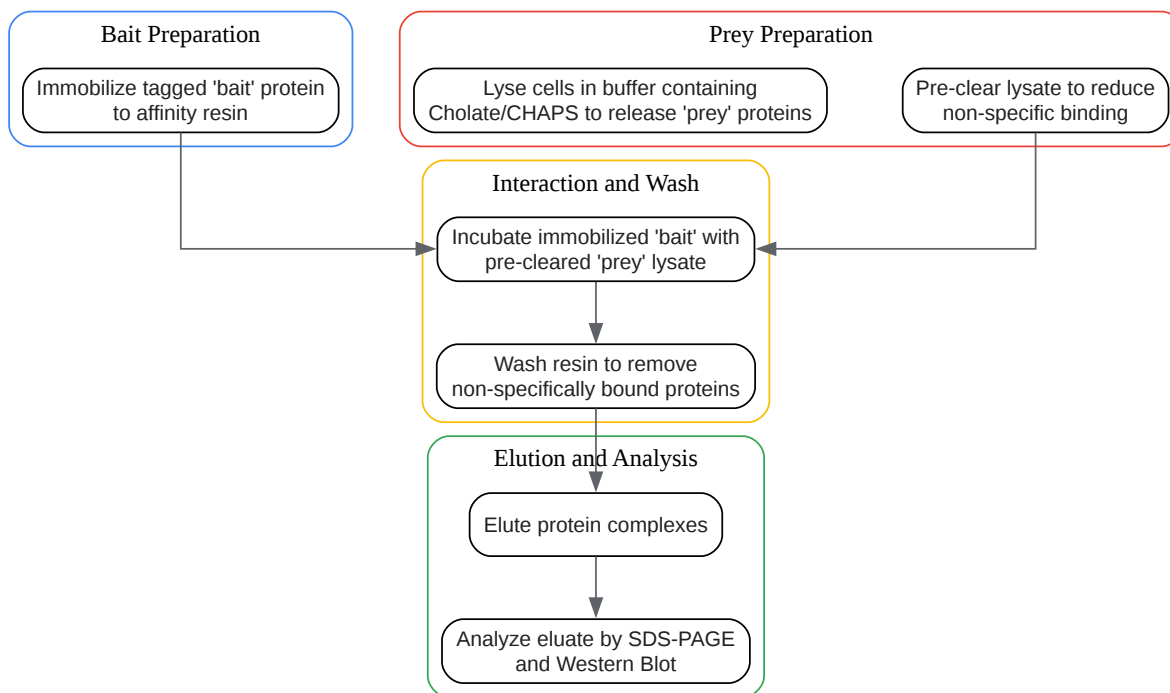 Bait Preparation
Immobilize tagged 'bait' protein
to affinity resin
Prey Preparation
Lyse cells in buffer containing
Cholate/CHAPS to release 'prey' proteins
Pre-clear lysate to reduce
non-specific binding
Interaction and Wash
Incubate immobilized 'bait' with
pre-cleared 'prey' lysate
Wash resin to remove
non-specifically bound proteins
Elution and Analysis
Elute protein complexes
Analyze eluate by SDS-PAGE
and Western Blot